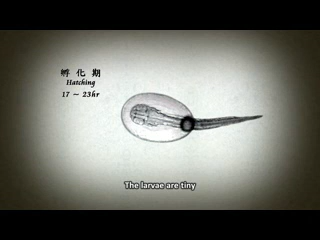 孵化期
Hatching
17 ~ 23hr
The larvae are tiny